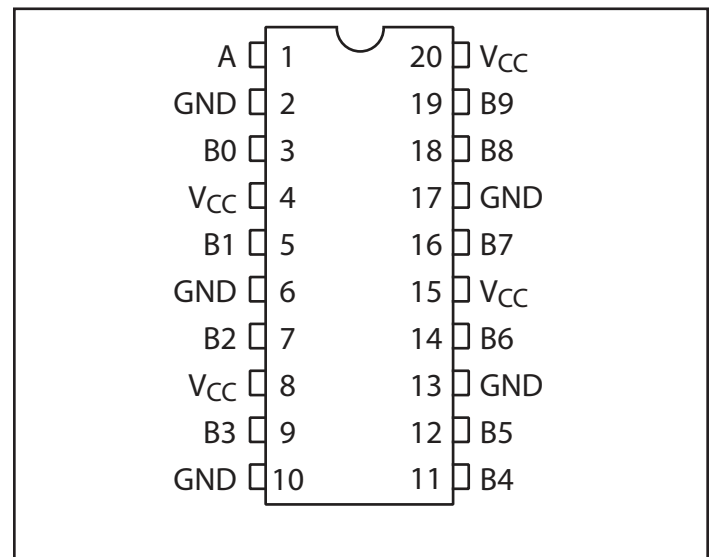 A 1 20 VCC
GND 2 19 B9
B0 3 18 B8
VCC 4 17 GND
B1 5 16 B7
GND 6 15 VCC
B2 7 14 B6
VCC 8 13 GND
B3 9 12 B5
GND 10 11 B4